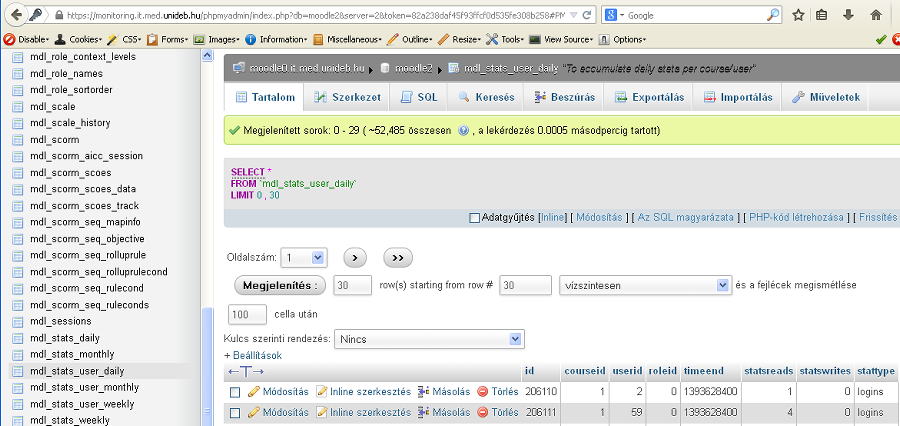 https://monitoring.it.med.unideb.hu/phpmyadmin/index.php?db=moodle2&server=2&token=82a238daf45f93ffcf0d535fe308b258#PM
Google
Disable Cookies CSS Forms Images Information Miscellaneous Outline Resize Tools View Source Options
mdl_role_context_levels
mdl_role_names
mdl_role_sortorder
mdl_scale
mdl_scale_history
mdl_scorm
mdl_scorm_aicc_session
mdl_scorm_scoes
mdl_scorm_scoes_data
mdl_scorm_scoes_track
mdl_scorm_seq_mapinfo
mdl_scorm_seq_objective
mdl_scorm_seq_rolluprule
mdl_scorm_seq_rolluprulecond
mdl_scorm_seq_rulecond
mdl_scorm_seq_ruleconds
mdl_sessions
mdl_stats_daily
mdl_stats_monthly
mdl_stats_user_daily
mdl_stats_user_monthly
mdl_stats_user_weekly
mdl_stats_weekly
moodle0.it.med.unideb.hu ▸ moodle2 ▸ mdl_stats_user_daily "To accumulate daily stats per course/user"
Tartalom Szerkezet SQL Keresés Beszúrás Exportálás Importálás Műveletek
Megjelenített sorok: 0 - 29 ( ~52,485 összesen , a lekérdezés 0.0005 másodpercig tartott)
SELECT *
FROM `mdl_stats_user_daily`
LIMIT 0 , 30
Adatgyűjtés [Inline] [ Módosítás ] [ Az SQL magyarázata ] [ PHP-kód létrehozása ] [ Frissítés
Oldalszám: 1 > >>
Megjelenítés : 30 row(s) starting from row # 30 vízszintesen és a fejlécek megismétlése
100 cella után
Kulcs szerinti rendezés: Nincs
+ Beállítások
←T→ id courseid userid roleid timeend statsreads statswrites stattype
Módosítás Inline szerkesztés Másolás Törlés 206110 1 2 0 1393628400 1 0 logins
Módosítás Inline szerkesztés Másolás Törlés 206111 1 59 0 1393628400 4 0 logins